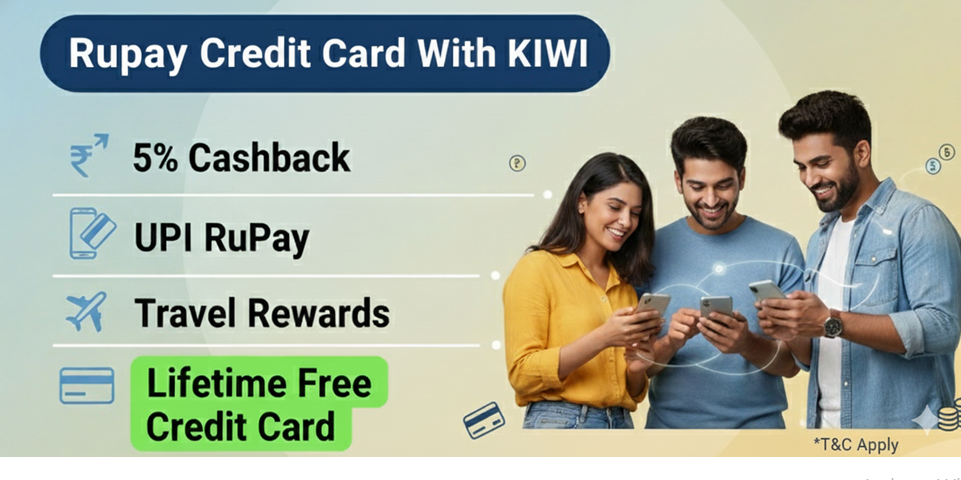 Rupay Credit Card With KIWI
5% Cashback
UPI RuPay
Travel Rewards
Lifetime Free
Credit Card
*T&C Apply